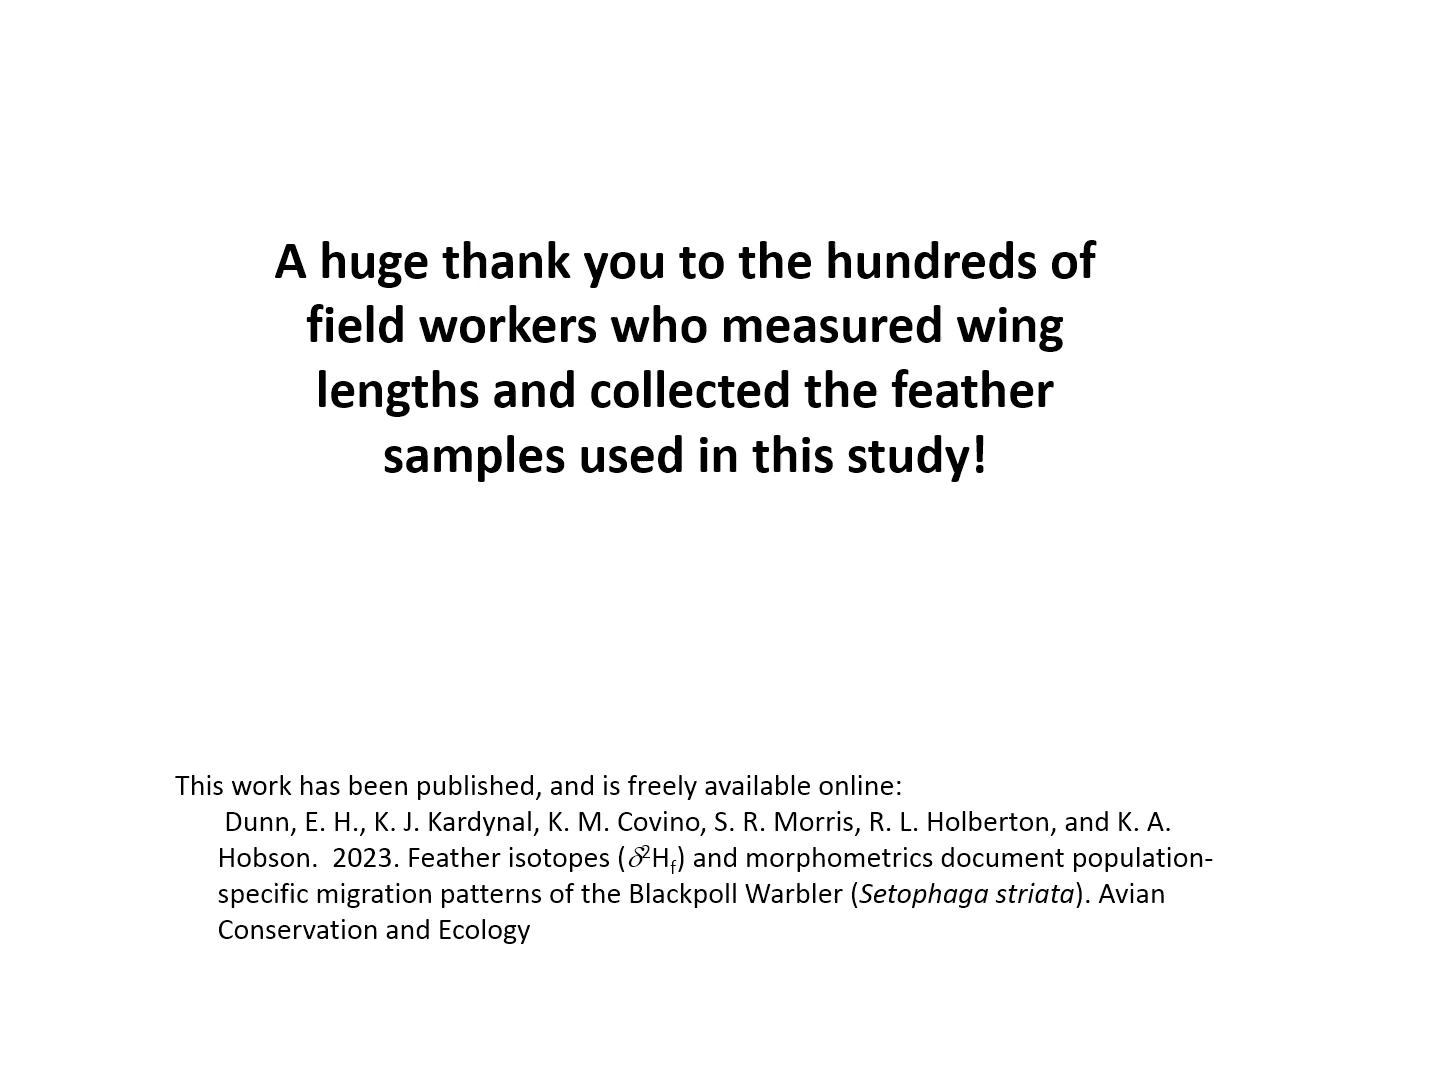 A huge thank you to the hundreds of
field workers who measured wing
lengths and collected the feather
samples used in this study!
This work has been published, and is freely available online:
Dunn, E. H., K. J. Kardynal, K. M. Covino, S. R. Morris, R. L. Holberton, and K. A.
Hobson.  2023. Feather isotopes (δ²Hf) and morphometrics document population-
specific migration patterns of the Blackpoll Warbler (Setophaga striata). Avian
Conservation and Ecology